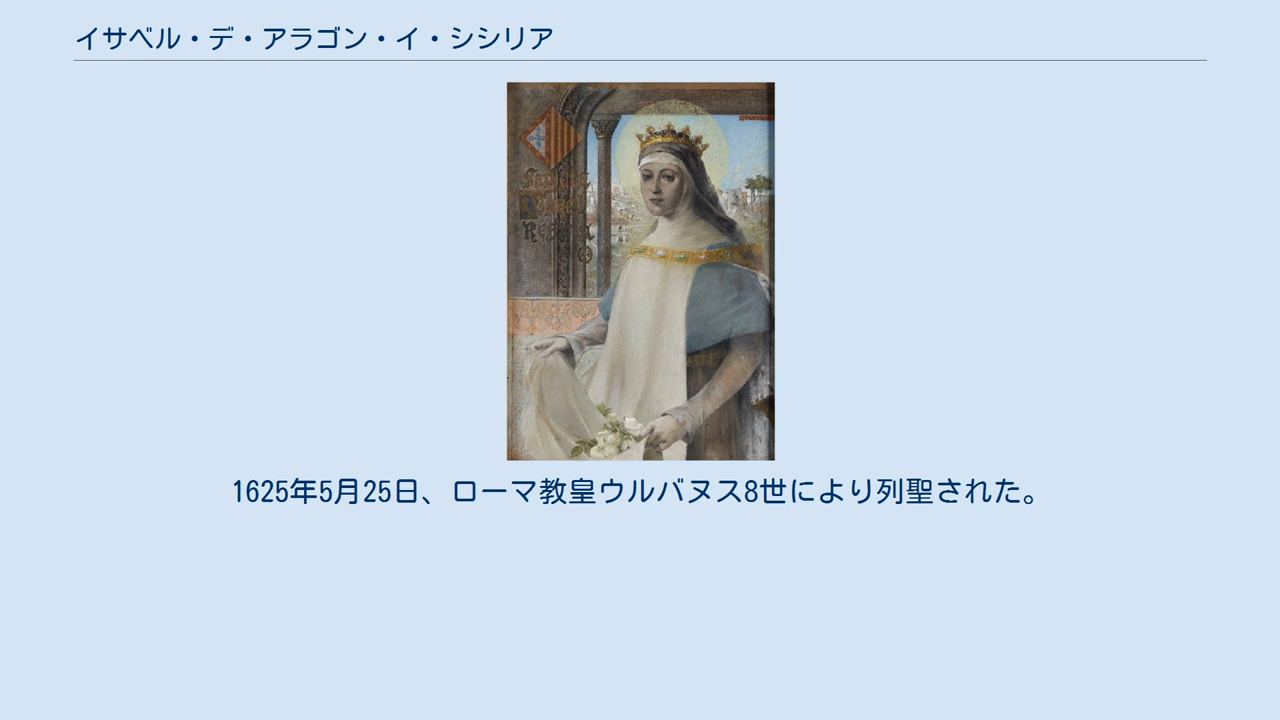 イサベル・デ・アラゴン・イ・シシリア
1625年5月25日、ローマ教皇ウルバヌス8世により列聖された。